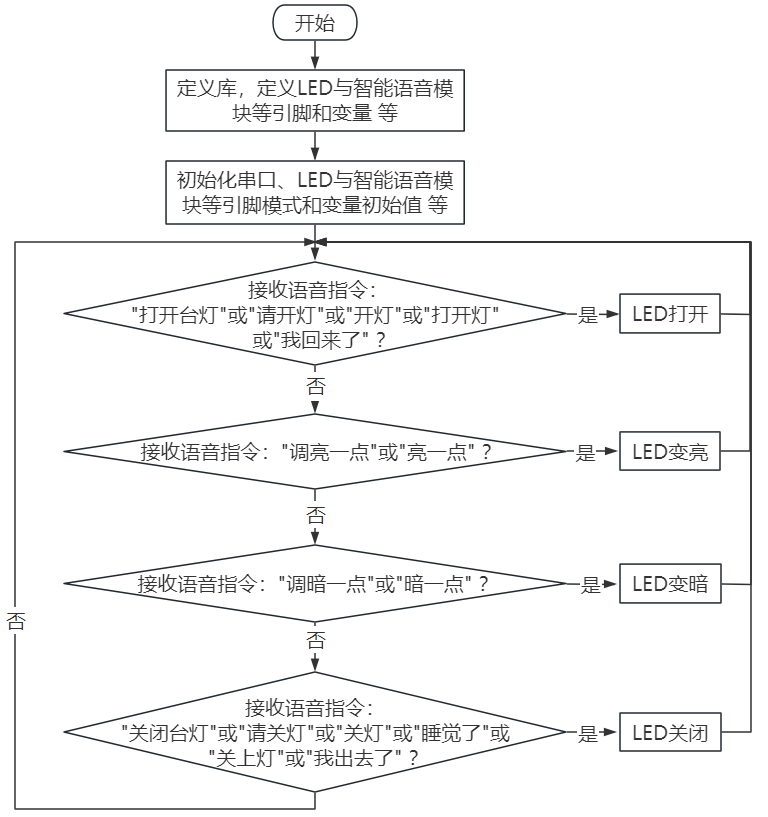 开始
定义库，定义LED与智能语音模
块等引脚和变量 等
初始化串口、LED与智能语音模
块等引脚模式和变量初始值 等
接收语音指令：
"打开台灯"或"请开灯"或"开灯"或"打开灯"
或"我回来了" ？
是
LED打开
否
接收语音指令："调亮一点"或"亮一点" ？
是
LED变亮
否
接收语音指令："调暗一点"或"暗一点" ？
是
LED变暗
否
否
接收语音指令：
"关闭台灯"或"请关灯"或"关灯"或"睡觉了"或
"关上灯"或"我出去了" ？
是
LED关闭